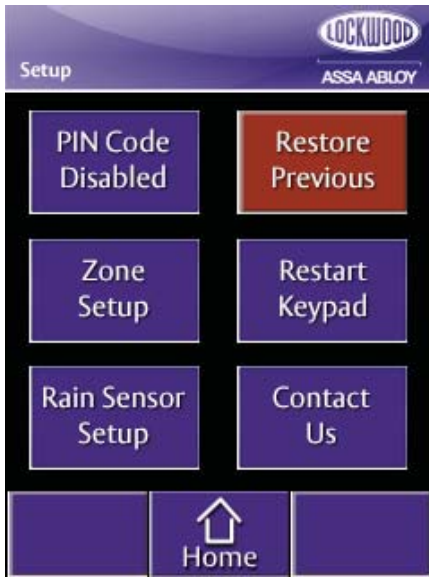 LOCKWOOD
Setup
ASSA ABLOY
PIN Code
Disabled
Restore
Previous
Zone
Setup
Restart
Keypad
Rain Sensor
Setup
Contact
Us
Home